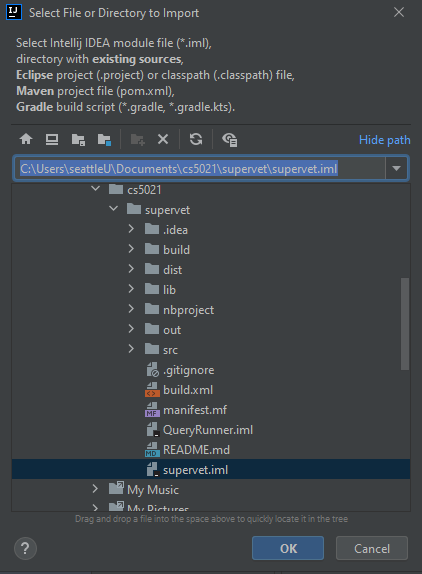 Select File or Directory to Import
Select Intellij IDEA module file (*.iml),
directory with existing sources,
Eclipse project (.project) or classpath (.classpath) file,
Maven project file (pom.xml),
Gradle build script (*.gradle, *.gradle.kts).
Hide path
C:\Users\seattleU\Documents\cs5021\supervet\supervet.iml
cs5021
supervet
.idea
build
dist
lib
nbproject
out
src
.gitignore
build.xml
manifest.mf
QueryRunner.iml
README.md
supervet.iml
My Music
My Pictures
Drag and drop a file into the space above to quickly locate it in the tree
? OK Cancel